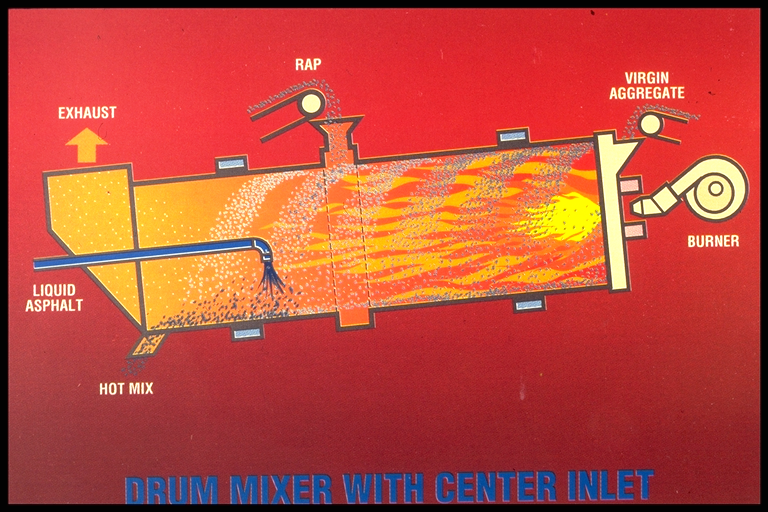 RAP
VIRGIN
AGGREGATE
EXHAUST
BURNER
LIQUID
ASPHALT
HOT MIX
DRUM MIXER WITH CENTER INLET